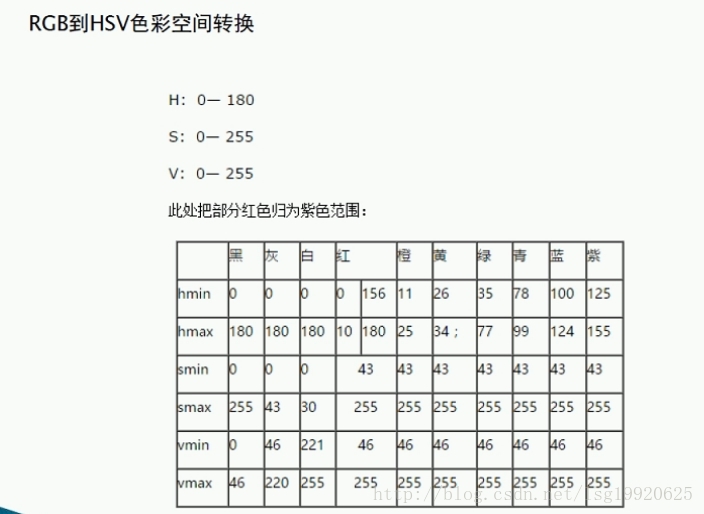 RGB到HSV色彩空间转换
H：0— 180
S：0— 255
V：0— 255
此处把部分红色归为紫色范围：
黑 灰 白 红 橙 黄 绿 青 蓝 紫
hmin 0 0 0 0 156 11 26 35 78 100 125
hmax 180 180 180 10 180 25 34； 77 99 124 155
smin 0 0 0 43 43 43 43 43 43 43
smax 255 43 30 255 255 255 255 255 255 255
vmin 0 46 221 46 46 46 46 46 46 46
vmax 46 220 255 255 255 255 255 255 255 255
http://blog.csdn.net/lsg19920625